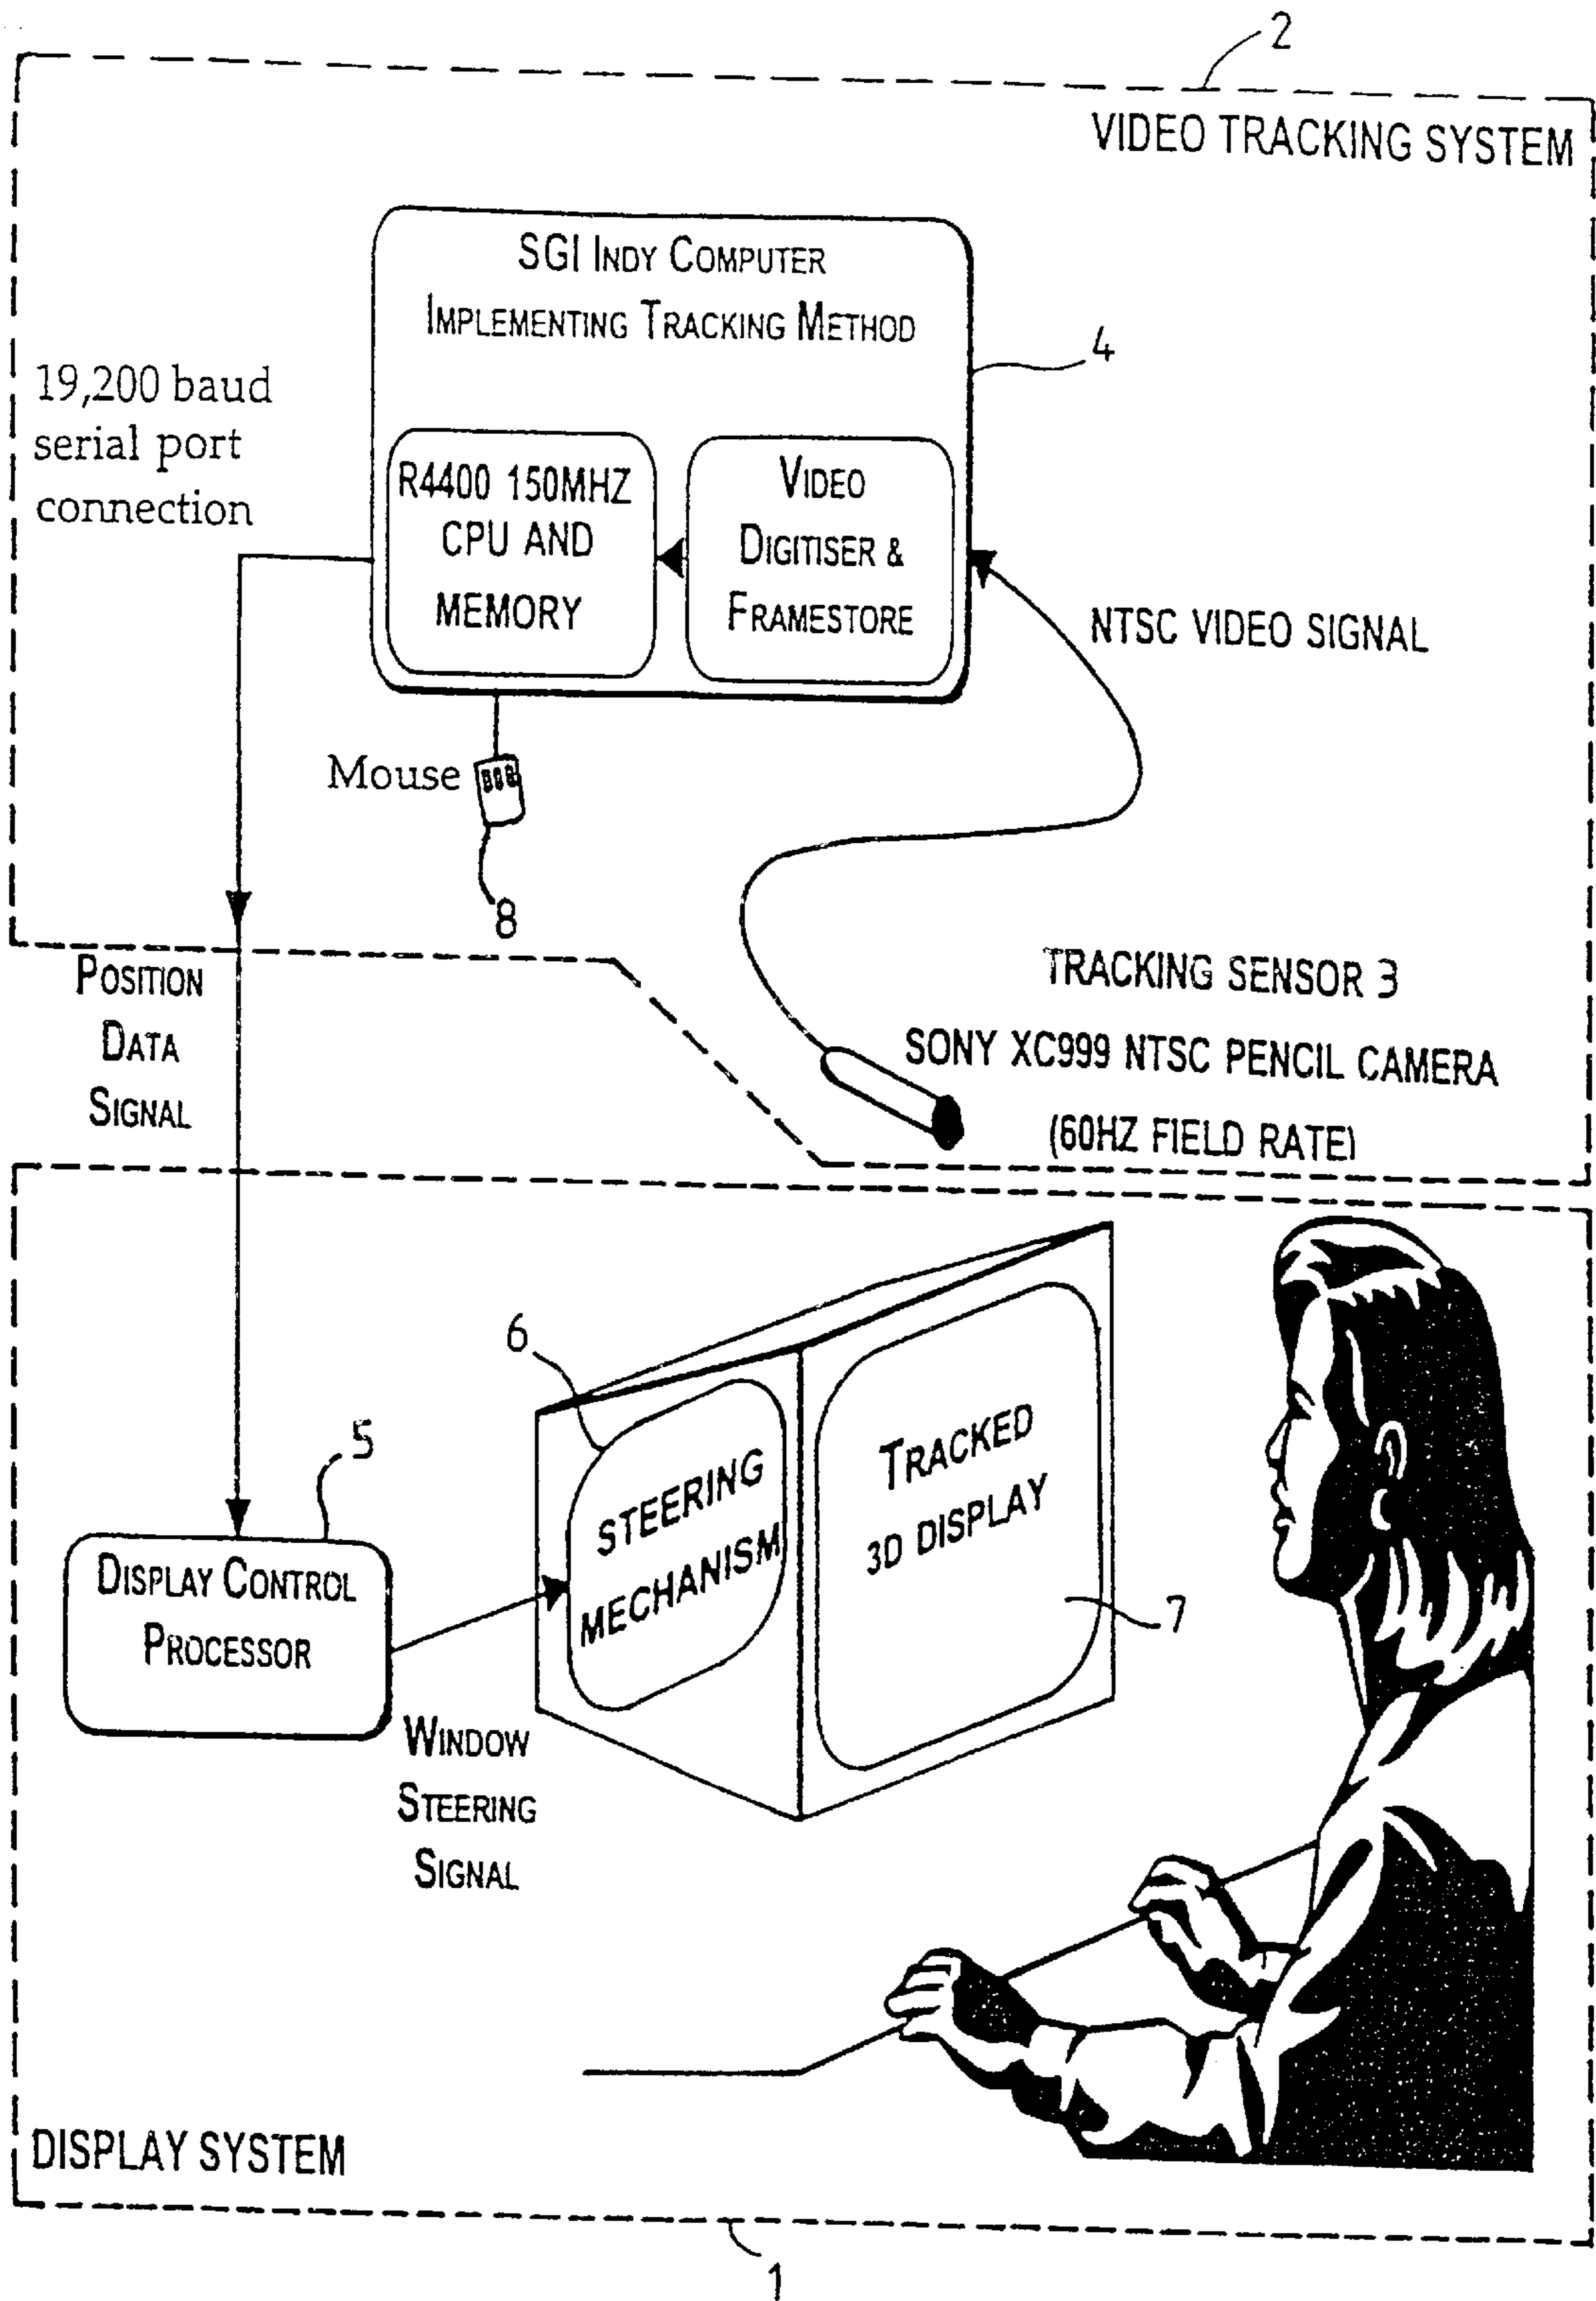 2
VIDEO TRACKING SYSTEM
SGI INDY COMPUTER
IMPLEMENTING TRACKING METHOD
4
19,200 baud
serial port
connection
R4400 150MHZ
CPU AND
MEMORY
VIDEO
DIGITISER &
FRAMESTORE
NTSC VIDEO SIGNAL
Mouse
8
POSITION
DATA
SIGNAL
TRACKING SENSOR 3
SONY XC999 NTSC PENCIL CAMERA
(60HZ FIELD RATE)
6
STEERING
MECHANISM
TRACKED
3D DISPLAY
7
5
DISPLAY CONTROL
PROCESSOR
WINDOW
STEERING
SIGNAL
DISPLAY SYSTEM
1